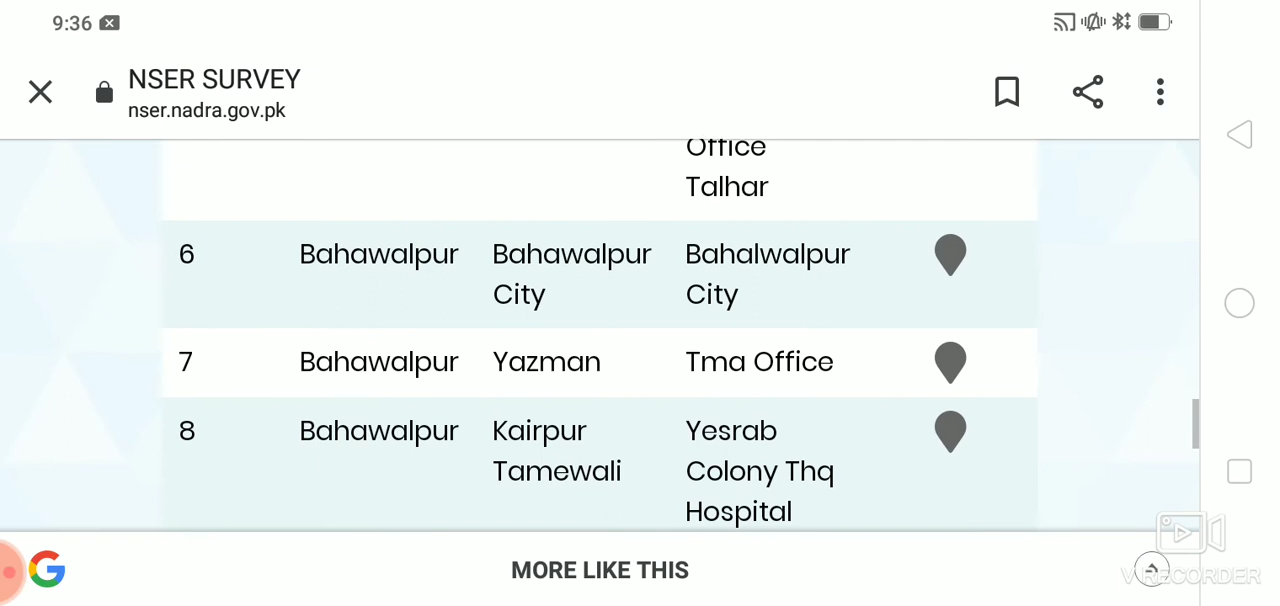 9:36
NSER SURVEY
nser.nadra.gov.pk
Office
Talhar
6 Bahawalpur Bahawalpur City Bahalwalpur City
7 Bahawalpur Yazman Tma Office
8 Bahawalpur Kairpur Tamewali Yesrab Colony Thq Hospital
MORE LIKE THIS
V RECORDER